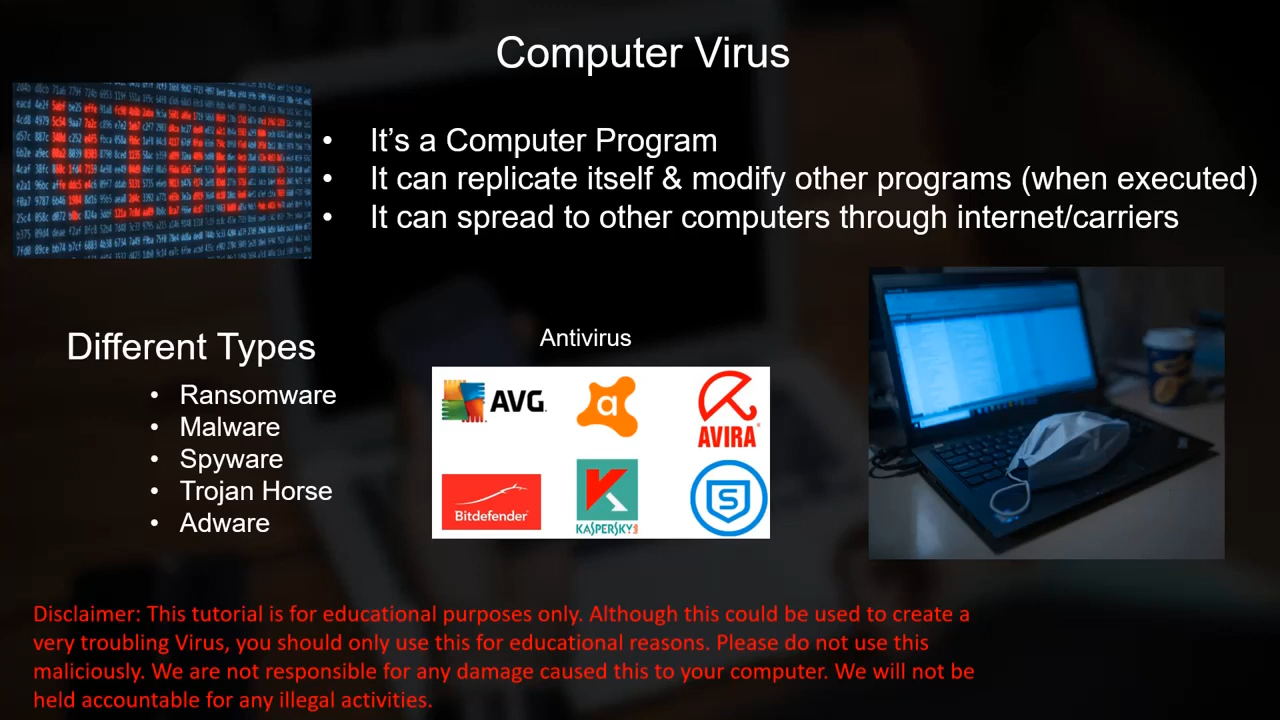 Computer Virus
• It’s a Computer Program
• It can replicate itself & modify other programs (when executed)
• It can spread to other computers through internet/carriers
Different Types
• Ransomware
• Malware
• Spyware
• Trojan Horse
• Adware
Antivirus
AVG
a
AVIRA
Bitdefender
K
KASPERSKY
S
Disclaimer: This tutorial is for educational purposes only. Although this could be used to create a
very troubling Virus, you should only use this for educational reasons. Please do not use this
maliciously. We are not responsible for any damage caused this to your computer. We will not be
held accountable for any illegal activities.